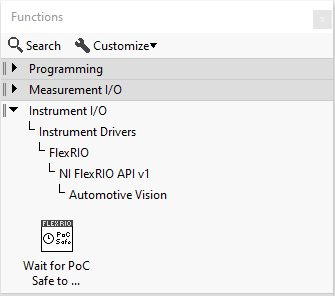 Functions
Search Customize
Programming
Measurement I/O
Instrument I/O
Instrument Drivers
FlexRIO
NI FlexRIO API v1
Automotive Vision
FLEXRIO
PoC
Safe
Wait for PoC
Safe to ...